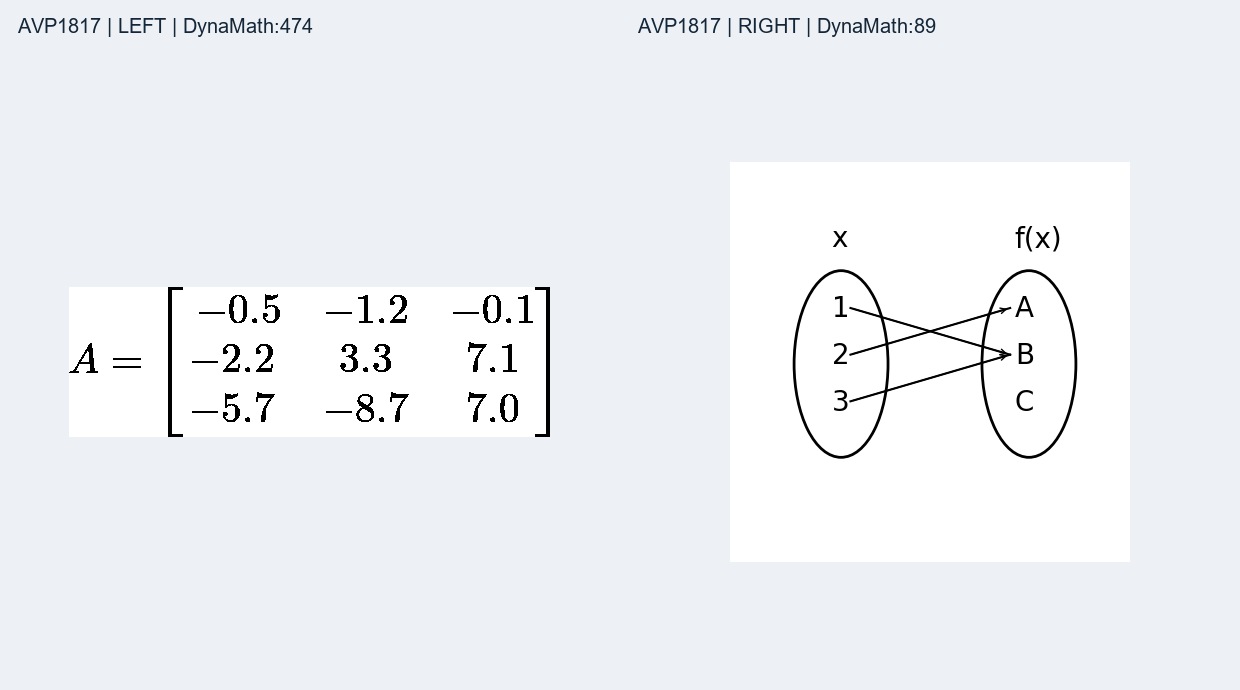 AVP1817 | LEFT | DynaMath:474
AVP1817 | RIGHT | DynaMath:89
A = [ −0.5 −1.2 −0.1
−2.2 3.3 7.1
−5.7 −8.7 7.0 ]
x f(x)
1 A
2 B
3 C